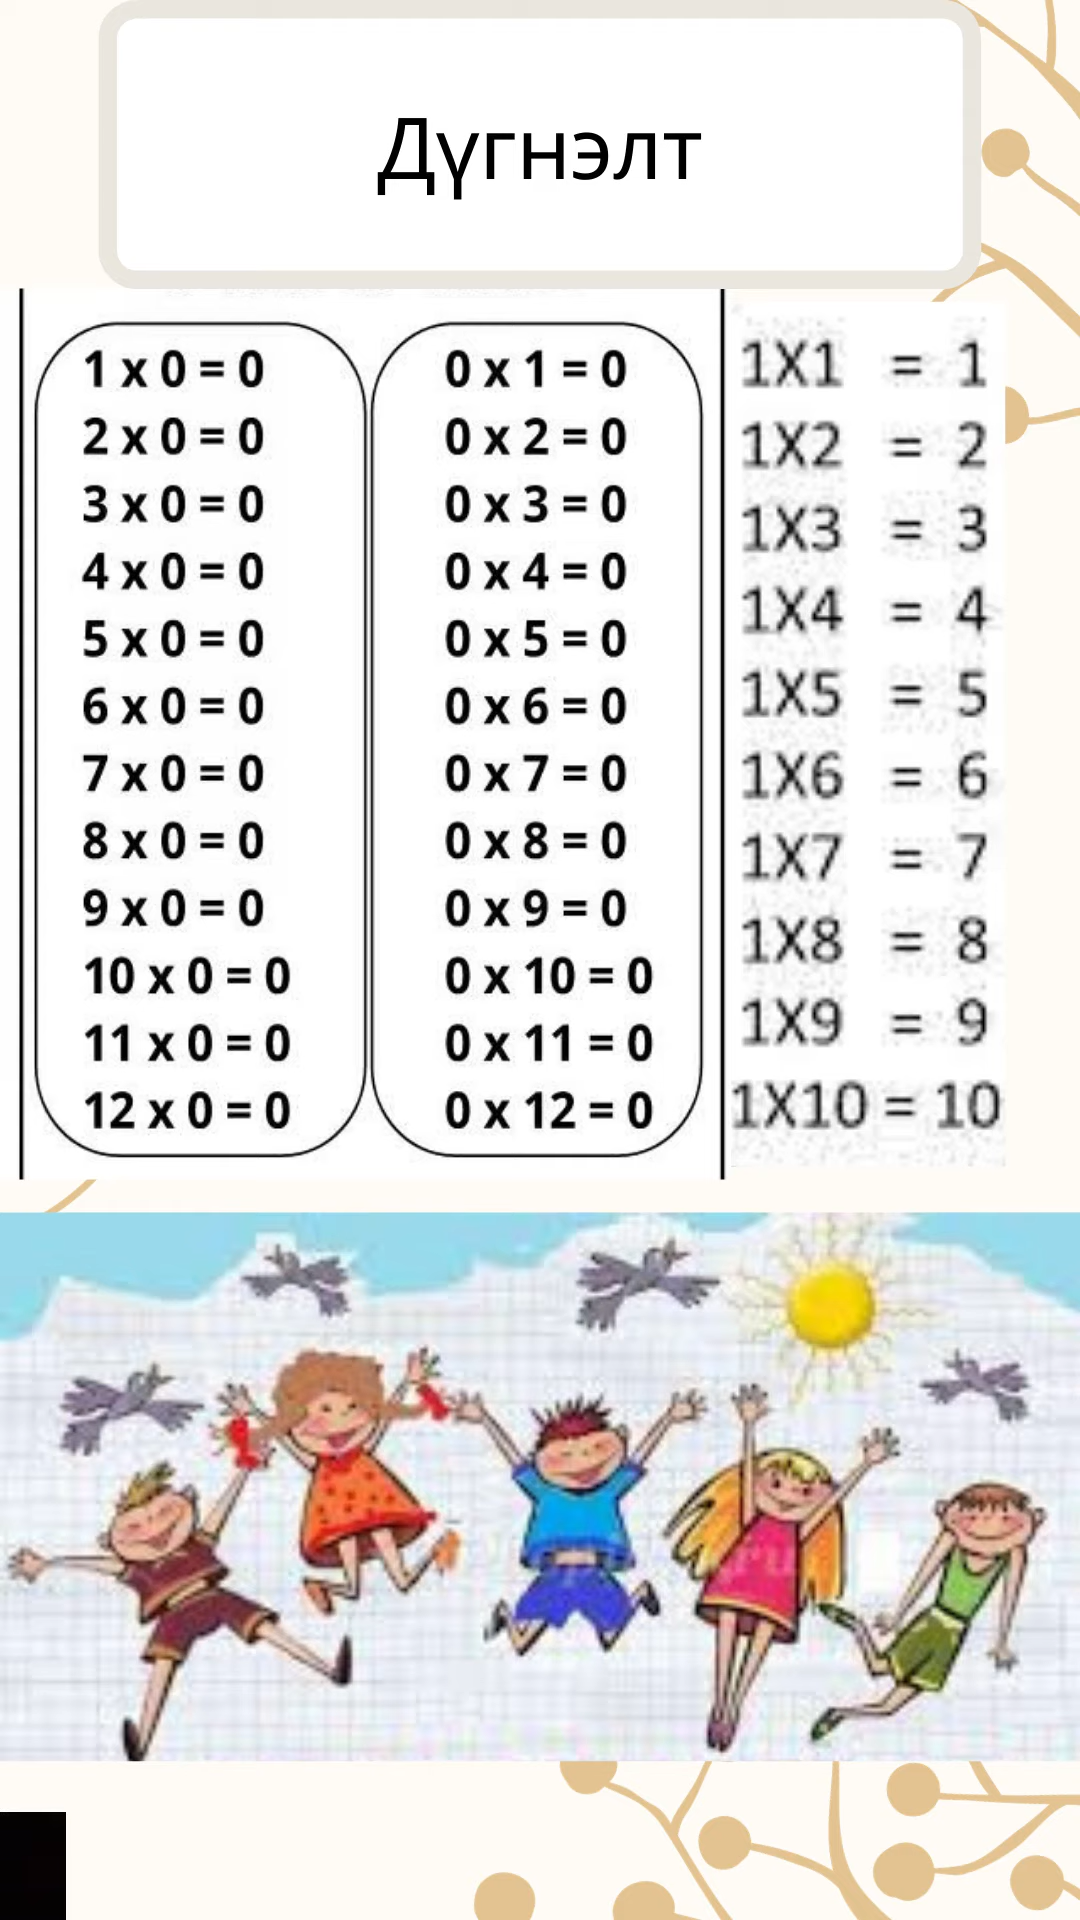 Дүгнэлт
1 x 0 = 0
2 x 0 = 0
3 x 0 = 0
4 x 0 = 0
5 x 0 = 0
6 x 0 = 0
7 x 0 = 0
8 x 0 = 0
9 x 0 = 0
10 x 0 = 0
11 x 0 = 0
12 x 0 = 0
0 x 1 = 0
0 x 2 = 0
0 x 3 = 0
0 x 4 = 0
0 x 5 = 0
0 x 6 = 0
0 x 7 = 0
0 x 8 = 0
0 x 9 = 0
0 x 10 = 0
0 x 11 = 0
0 x 12 = 0
1X1 = 1
1X2 = 2
1X3 = 3
1X4 = 4
1X5 = 5
1X6 = 6
1X7 = 7
1X8 = 8
1X9 = 9
1X10 = 10